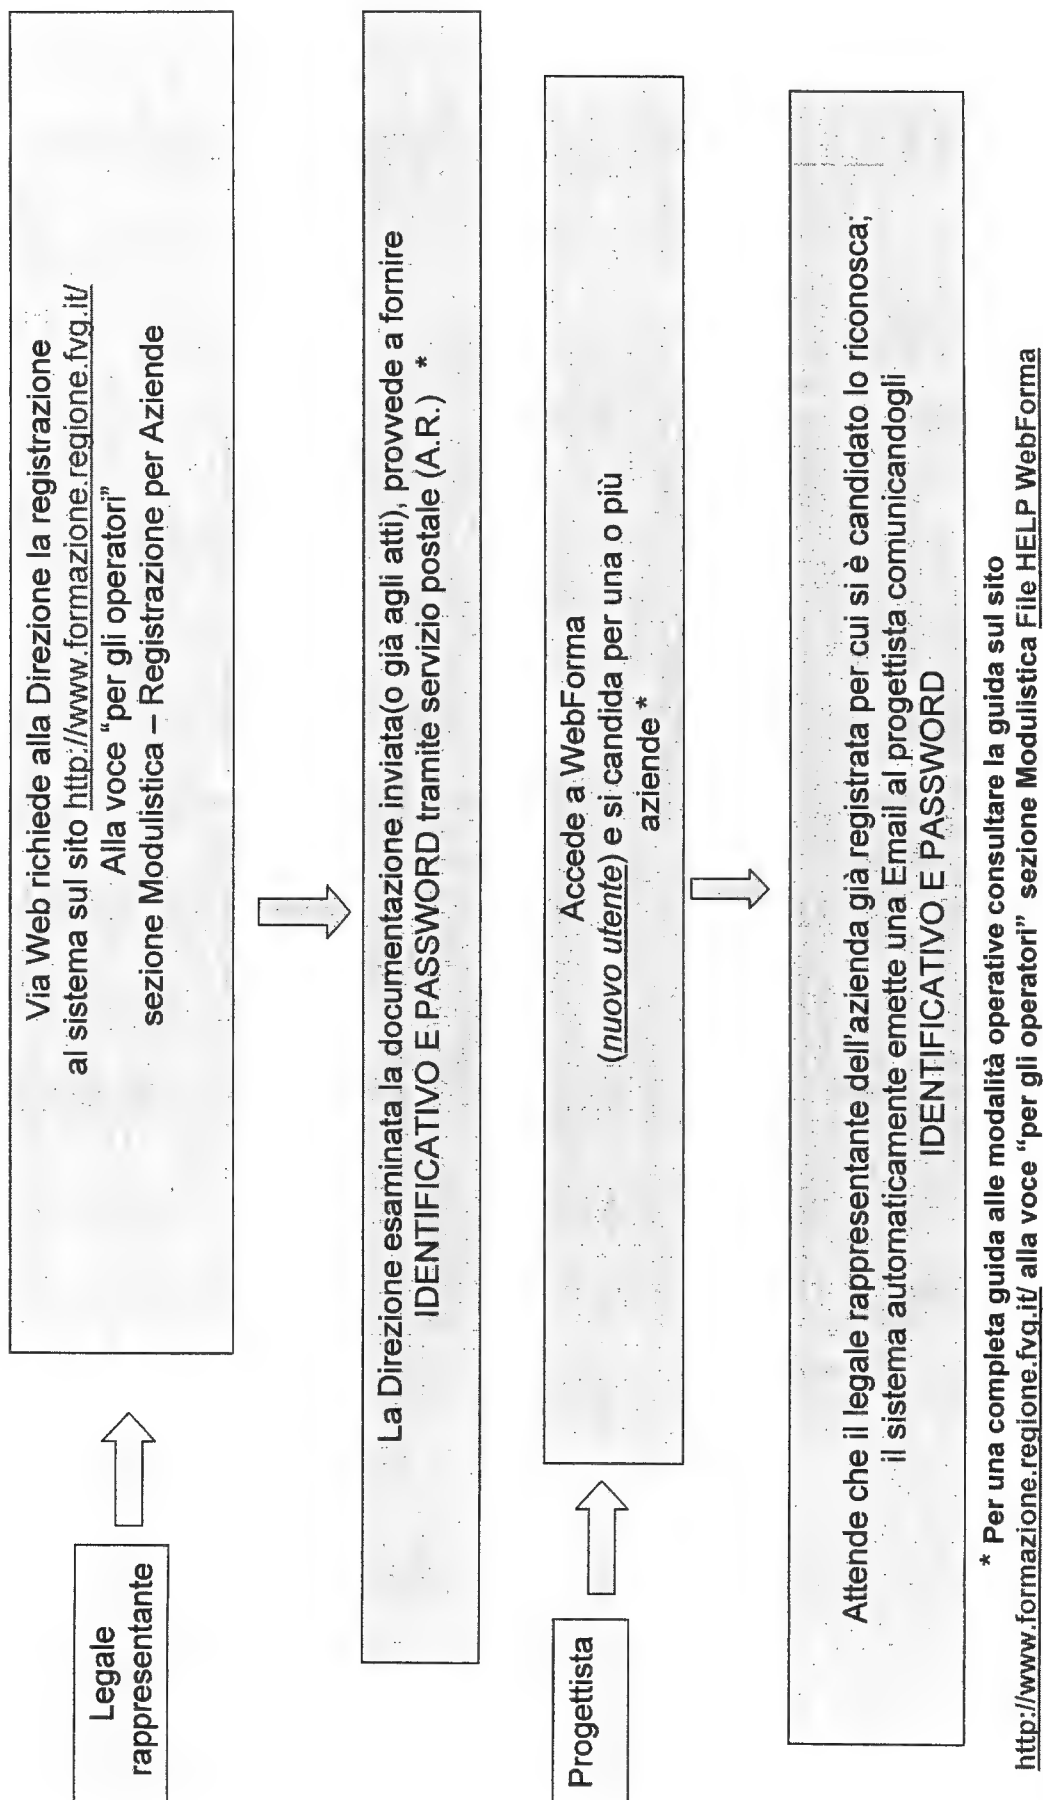 Legale
rappresentante
Via Web richiede alla Direzione la registrazione
al sistema sul sito http://www.formazione.regione.fvg.it/
Alla voce “per gli operatori”
sezione Modulistica – Registrazione per Aziende
La Direzione esaminata la documentazione inviata(o già agli atti), provvede a fornire
IDENTIFICATIVO E PASSWORD tramite servizio postale (A.R.) *
Progettista
Accede a WebForma
(nuovo utente) e si candida per una o più
aziende *
Attende che il legale rappresentante dell'azienda già registrata per cui si è candidato lo riconosca;
il sistema automaticamente emette una Email al progettista comunicandogli
IDENTIFICATIVO E PASSWORD
* Per una completa guida alle modalità operative consultare la guida sul sito
http://www.formazione.regione.fvg.it/ alla voce “per gli operatori” sezione Modulistica File HELP WebForma